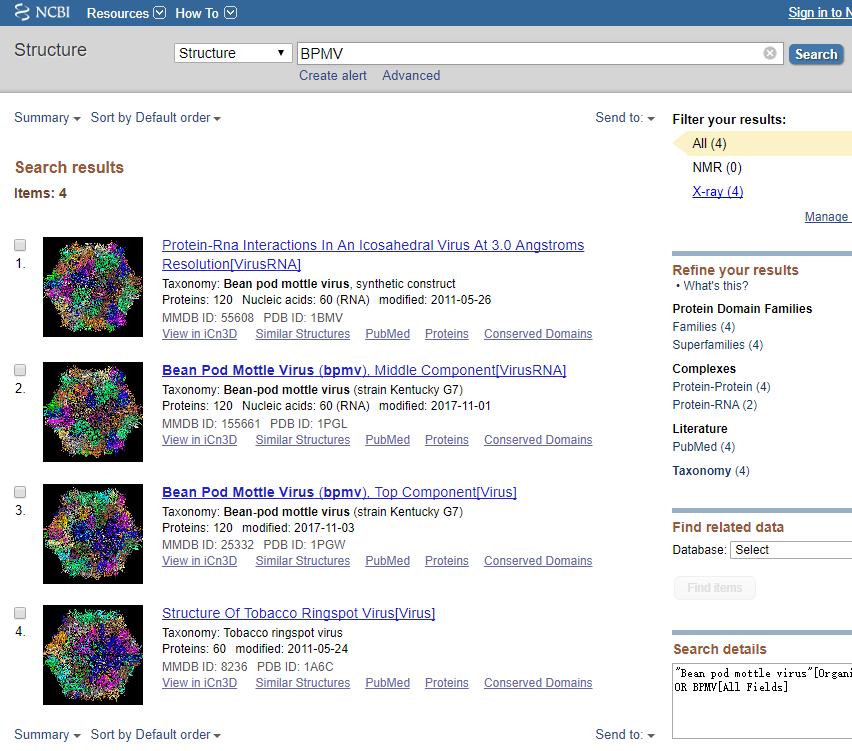 NCBI Resources How To Sign in to N
Structure Structure BPMV Search
Create alert Advanced
Summary Sort by Default order Send to:
Filter your results:
All (4)
NMR (0)
X-ray (4)
Manage
Search results
Items: 4
1.
Protein-Rna Interactions In An Icosahedral Virus At 3.0 Angstroms
Resolution[VirusRNA]
Taxonomy: Bean pod mottle virus, synthetic construct
Proteins: 120 Nucleic acids: 60 (RNA) modified: 2011-05-26
MMDB ID: 55608 PDB ID: 1BMV
View in iCn3D Similar Structures PubMed Proteins Conserved Domains
2.
Bean Pod Mottle Virus (bpmv), Middle Component[VirusRNA]
Taxonomy: Bean-pod mottle virus (strain Kentucky G7)
Proteins: 120 Nucleic acids: 60 (RNA) modified: 2017-11-01
MMDB ID: 155661 PDB ID: 1PGL
View in iCn3D Similar Structures PubMed Proteins Conserved Domains
3.
Bean Pod Mottle Virus (bpmv), Top Component[Virus]
Taxonomy: Bean-pod mottle virus (strain Kentucky G7)
Proteins: 120 modified: 2017-11-03
MMDB ID: 25332 PDB ID: 1PGW
View in iCn3D Similar Structures PubMed Proteins Conserved Domains
4.
Structure Of Tobacco Ringspot Virus[Virus]
Taxonomy: Tobacco ringspot virus
Proteins: 60 modified: 2011-05-24
MMDB ID: 8236 PDB ID: 1A6C
View in iCn3D Similar Structures PubMed Proteins Conserved Domains
Summary Sort by Default order Send to:
Refine your results
• What's this?
Protein Domain Families
Families (4)
Superfamilies (4)
Complexes
Protein-Protein (4)
Protein-RNA (2)
Literature
PubMed (4)
Taxonomy (4)
Find related data
Database: Select
Find items
Search details
"Bean pod mottle virus"[Organi
OR BPMV[All Fields]